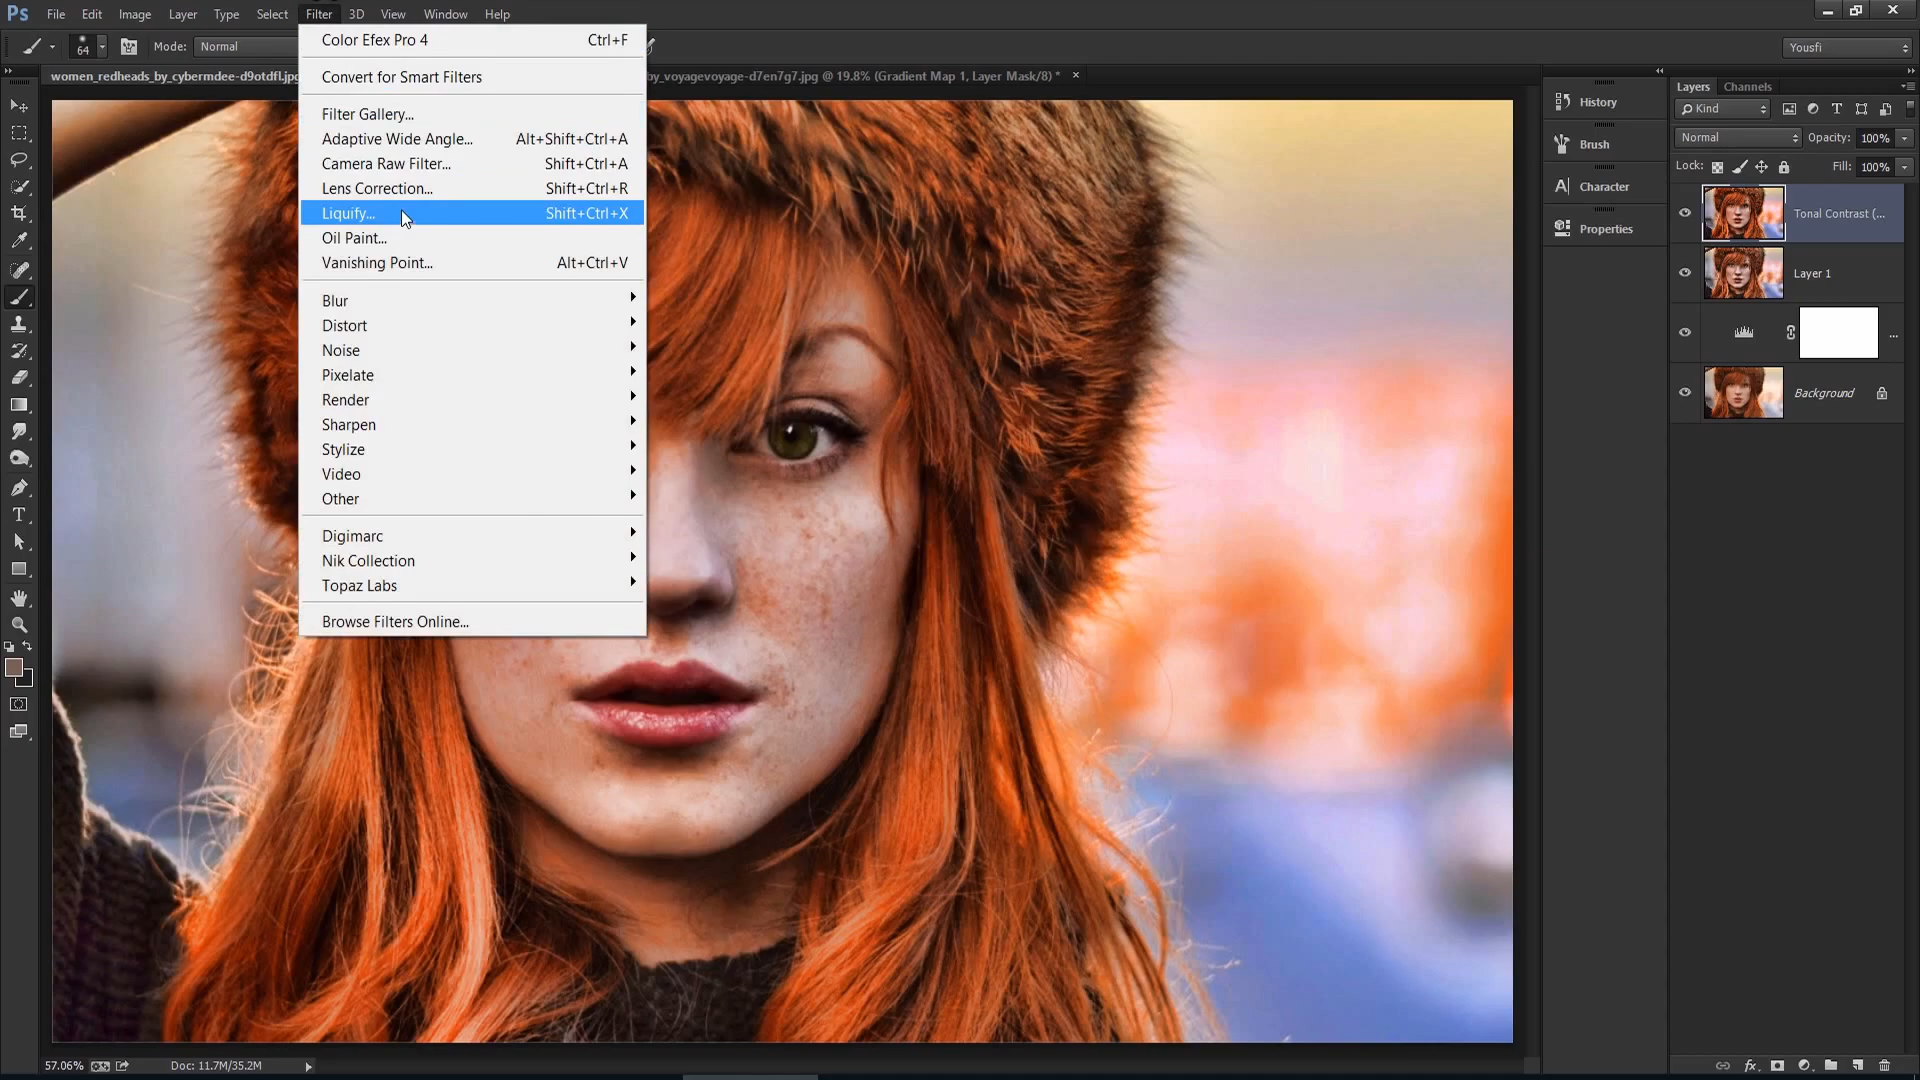 Ps File Edit Image Layer Type Select Filter 3D View Window Help
64 Mode: Normal Yousfi
women_redheads_by_cybermdee-d9otdfl.jpg by_voyagevoyage-d7en7g7.jpg @ 19.8% (Gradient Map 1, Layer Mask/8) * ×
Color Efex Pro 4 Ctrl+F
Convert for Smart Filters
Filter Gallery...
Adaptive Wide Angle... Alt+Shift+Ctrl+A
Camera Raw Filter... Shift+Ctrl+A
Lens Correction... Shift+Ctrl+R
Liquify... Shift+Ctrl+X
Oil Paint...
Vanishing Point... Alt+Ctrl+V
Blur
Distort
Noise
Pixelate
Render
Sharpen
Stylize
Video
Other
Digimarc
Nik Collection
Topaz Labs
Browse Filters Online...
History
Brush
Character
Properties
Layers Channels
Kind
Normal Opacity: 100%
Lock: Fill: 100%
Tonal Contrast (...
Layer 1
...
Background
57.06% Doc: 11.7M/35.2M